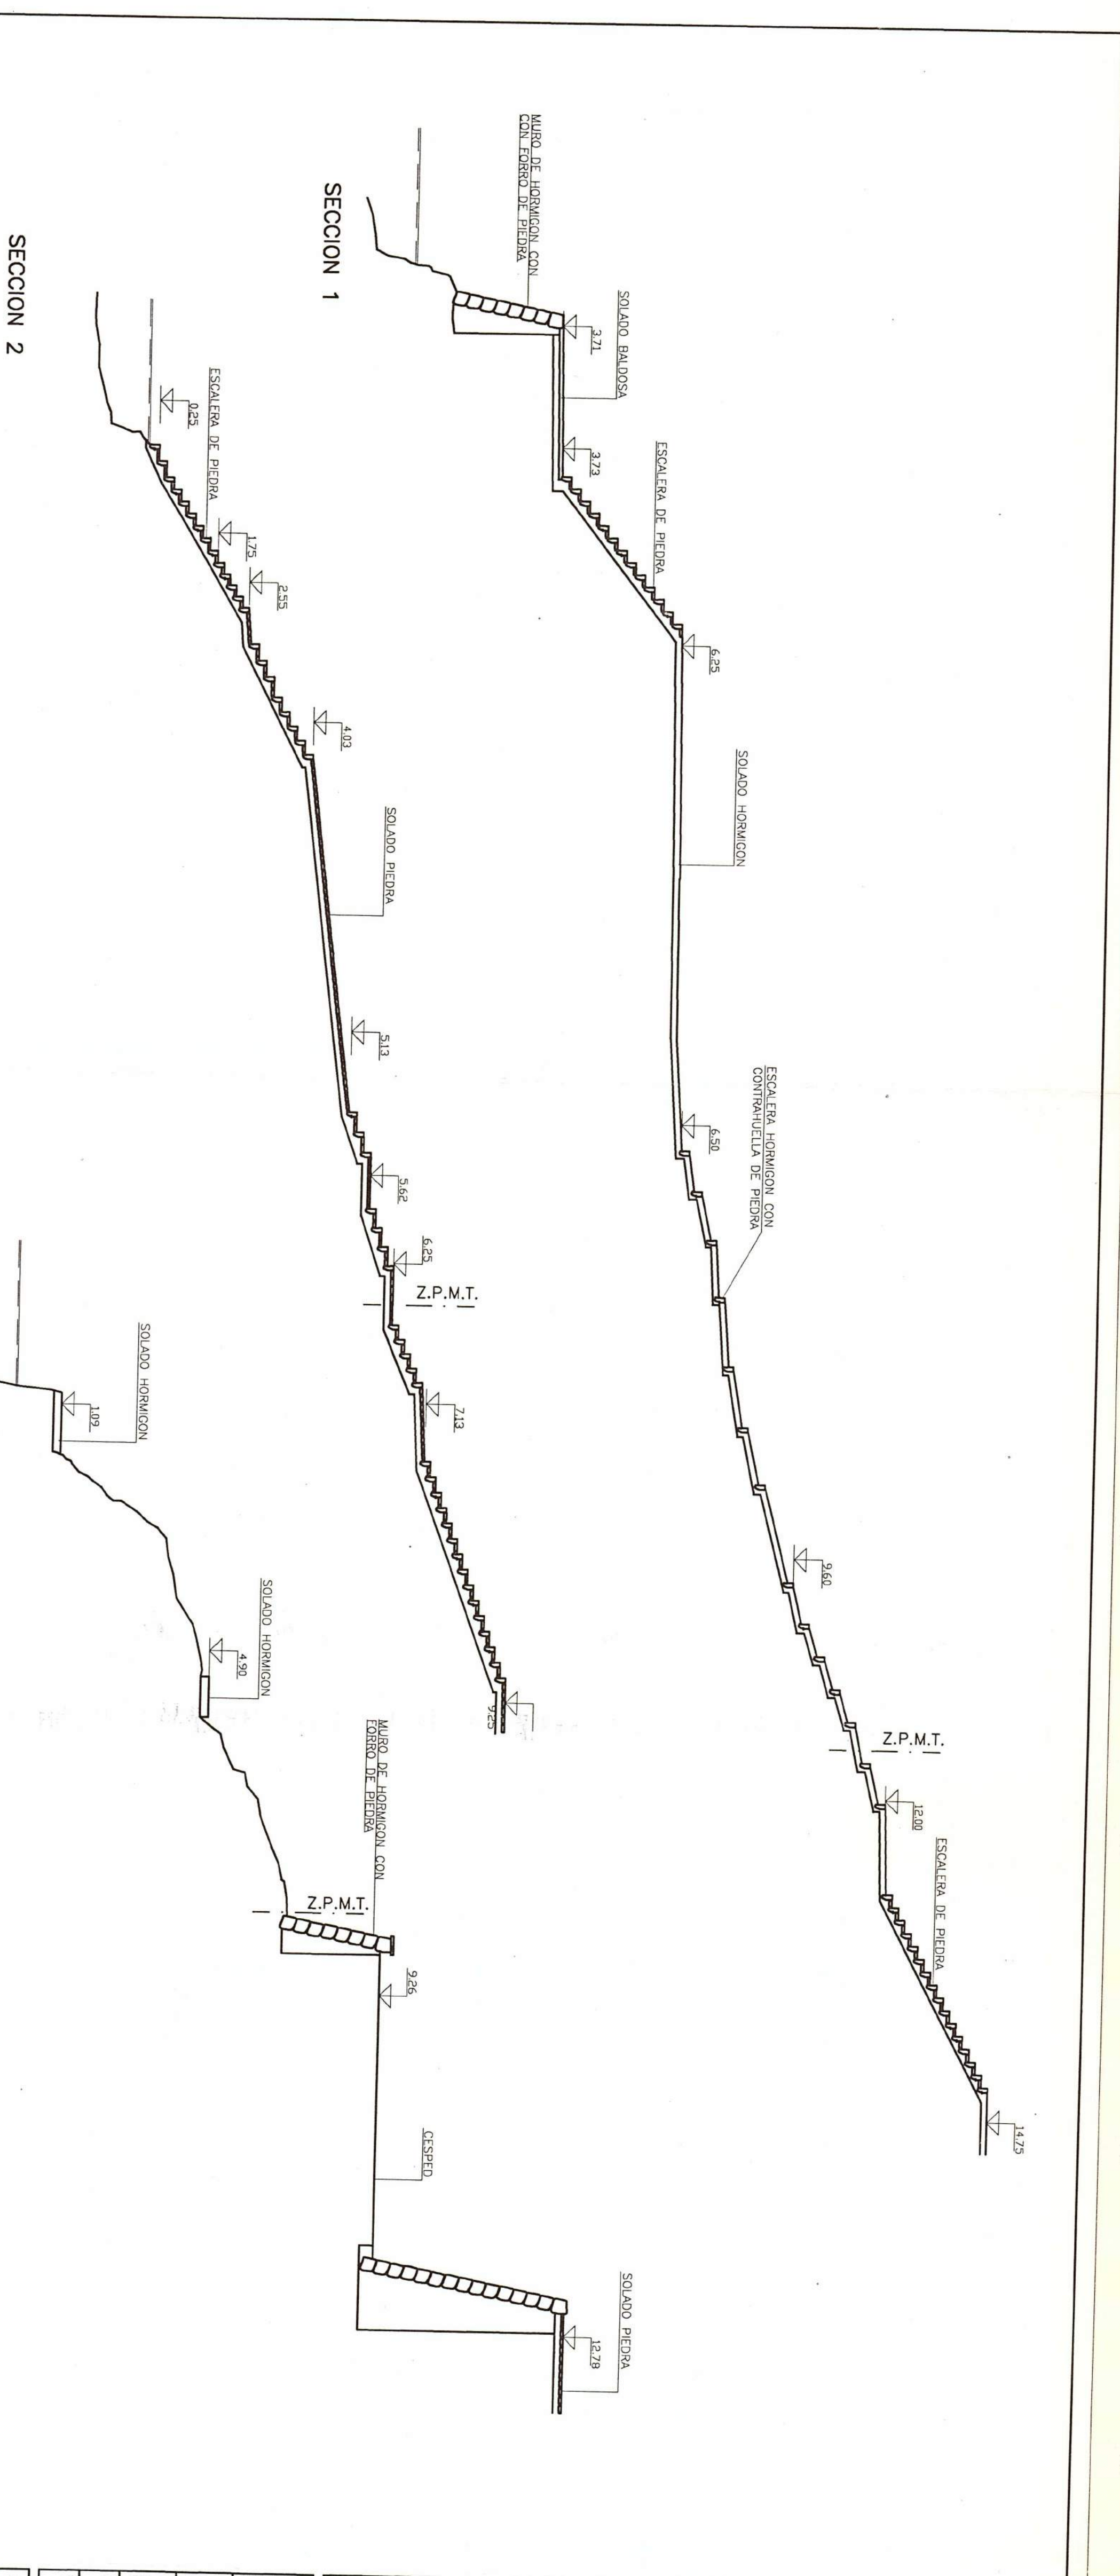 MURO DE HORMIGON CON
CON FORRO DE PIEDRA
3.71
SOLADO BALDOSA
3.73
ESCALERA DE PIEDRA
6.25
SOLADO HORMIGON
6.50
ESCALERA HORMIGON CON
CONTRAHUELLA DE PIEDRA
9.60
Z.P.M.T.
12.00
ESCALERA DE PIEDRA
14.75
SECCION 1
0.25
ESCALERA DE PIEDRA
1.75
2.55
4.03
SOLADO PIEDRA
5.13
5.62
6.25
Z.P.M.T.
7.13
9.25
SECCION 2
SOLADO HORMIGON
1.09
SOLADO HORMIGON
4.90
MURO DE HORMIGON CON
FORRO DE PIEDRA
Z.P.M.T.
9.26
CESPED
SOLADO PIEDRA
12.78